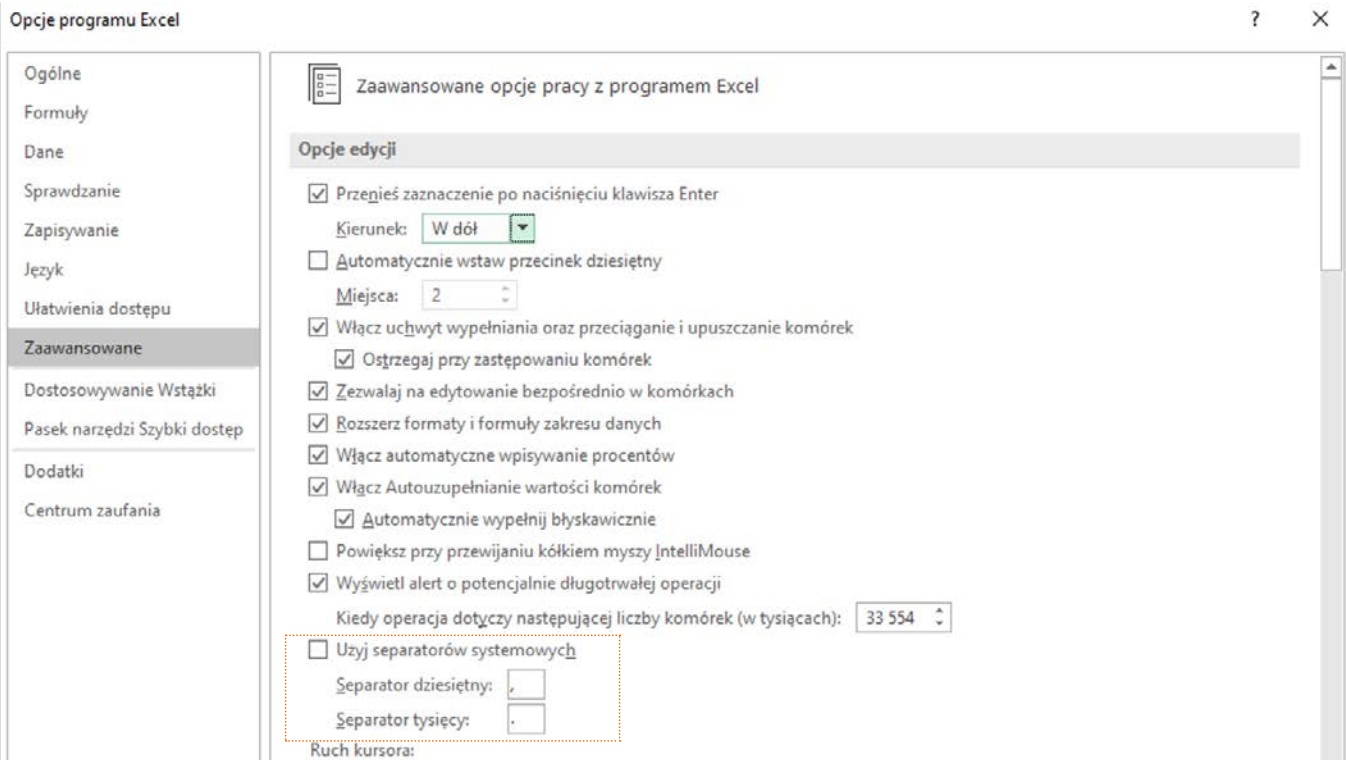 Opcje programu Excel
?
Ogólne
Formuły
Dane
Sprawdzanie
Zapisywanie
Język
Ułatwienia dostępu
Zaawansowane
Dostosowywanie Wstążki
Pasek narzędzi Szybki dostęp
Dodatki
Centrum zaufania
Zaawansowane opcje pracy z programem Excel
Opcje edycji
Przenieś zaznaczenie po naciśnięciu klawisza Enter
Kierunek: W dół
Automatycznie wstaw przecinek dziesiętny
Miejsca: 2
Włącz uchwyt wypełniania oraz przeciąganie i upuszczanie komórek
Ostrzegaj przy zastępowaniu komórek
Zezwalaj na edytowanie bezpośrednio w komórkach
Rozszerz formaty i formuły zakresu danych
Włącz automatyczne wpisywanie procentów
Włącz Autouzupełnianie wartości komórek
Automatycznie wypełnij błyskawicznie
Powiększ przy przewijaniu kółkiem myszy IntelliMouse
Wyświetl alert o potencjalnie długotrwałej operacji
Kiedy operacja dotyczy następującej liczby komórek (w tysiącach): 33 554
Użyj separatorów systemowych
Separator dziesiętny: ,
Separator tysięcy: .
Ruch kursora: